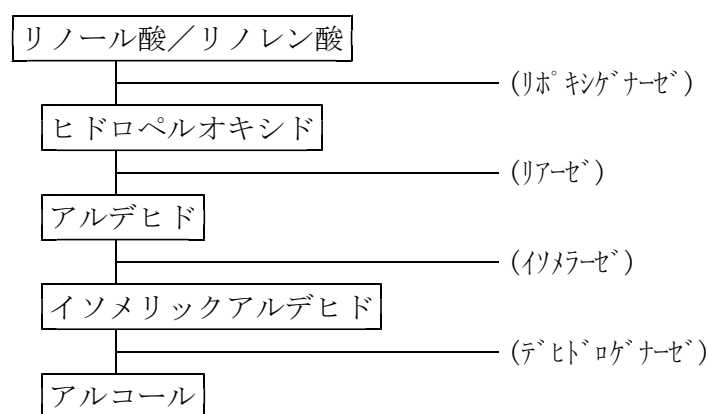 リノール酸／リノレン酸
(ﾘﾎﾟｷｼｹﾞﾅｰｾﾞ)
ヒドロペルオキシド
(ﾘｱｰｾﾞ)
アルデヒド
(ｲｿﾒﾗｰｾﾞ)
イソメリックアルデヒド
(ﾃﾞﾋﾄﾞﾛｹﾞﾅｰｾﾞ)
アルコール